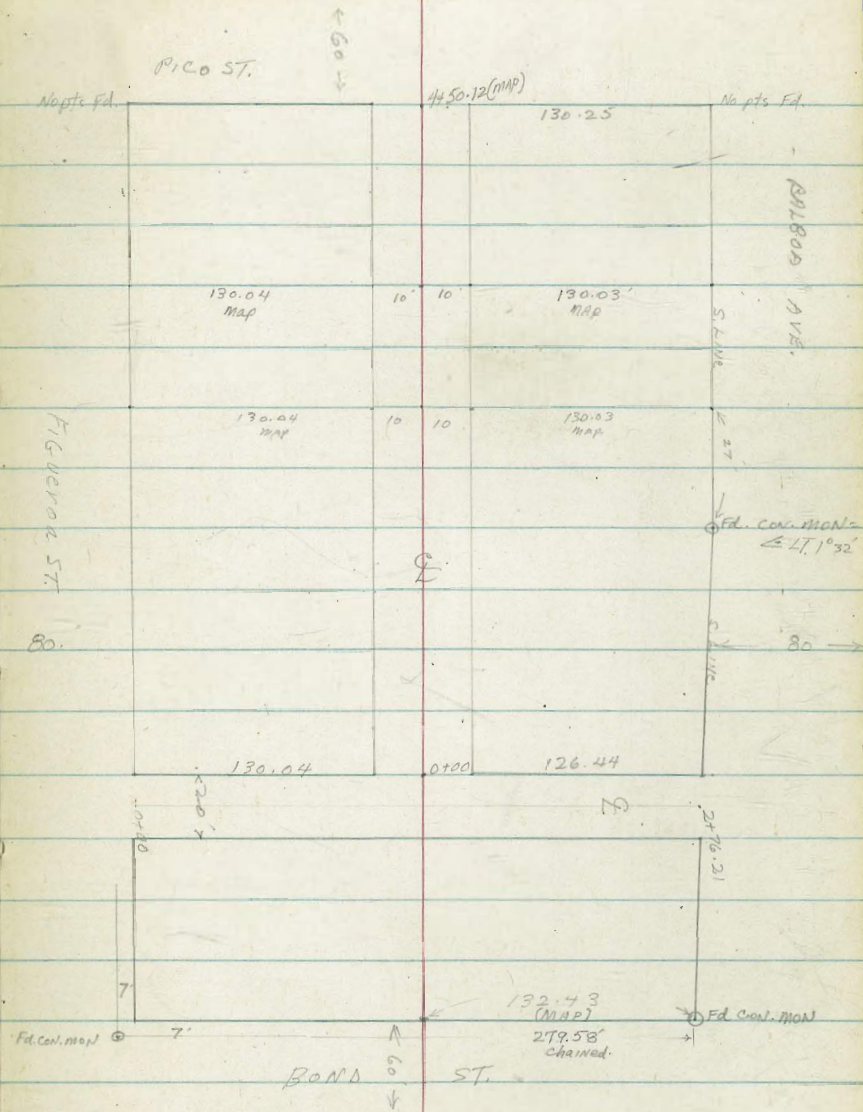 ← 60 →
PICO ST.
No pts Fd.
4+50.12 (MAP)
130.25
No pts Fd.
BALBOA AVE.
130.04
Map
10'
10'
130.03'
MAP
S LINE
130.04
MAP
10
10
130.03
MAP
27'
FIGUEROA ST.
Fd. CON. MON =
∠ LT. 1°32'
℄
80.
S LINE
80 →
130.04
0+00
126.44
← 20' →
℄
0+00
2+76.21
7'
132.43
(MAP)
Fd CON. MON
Fd. CON. MON
7'
279.58'
Chained.
← 60' →
BOND ST.